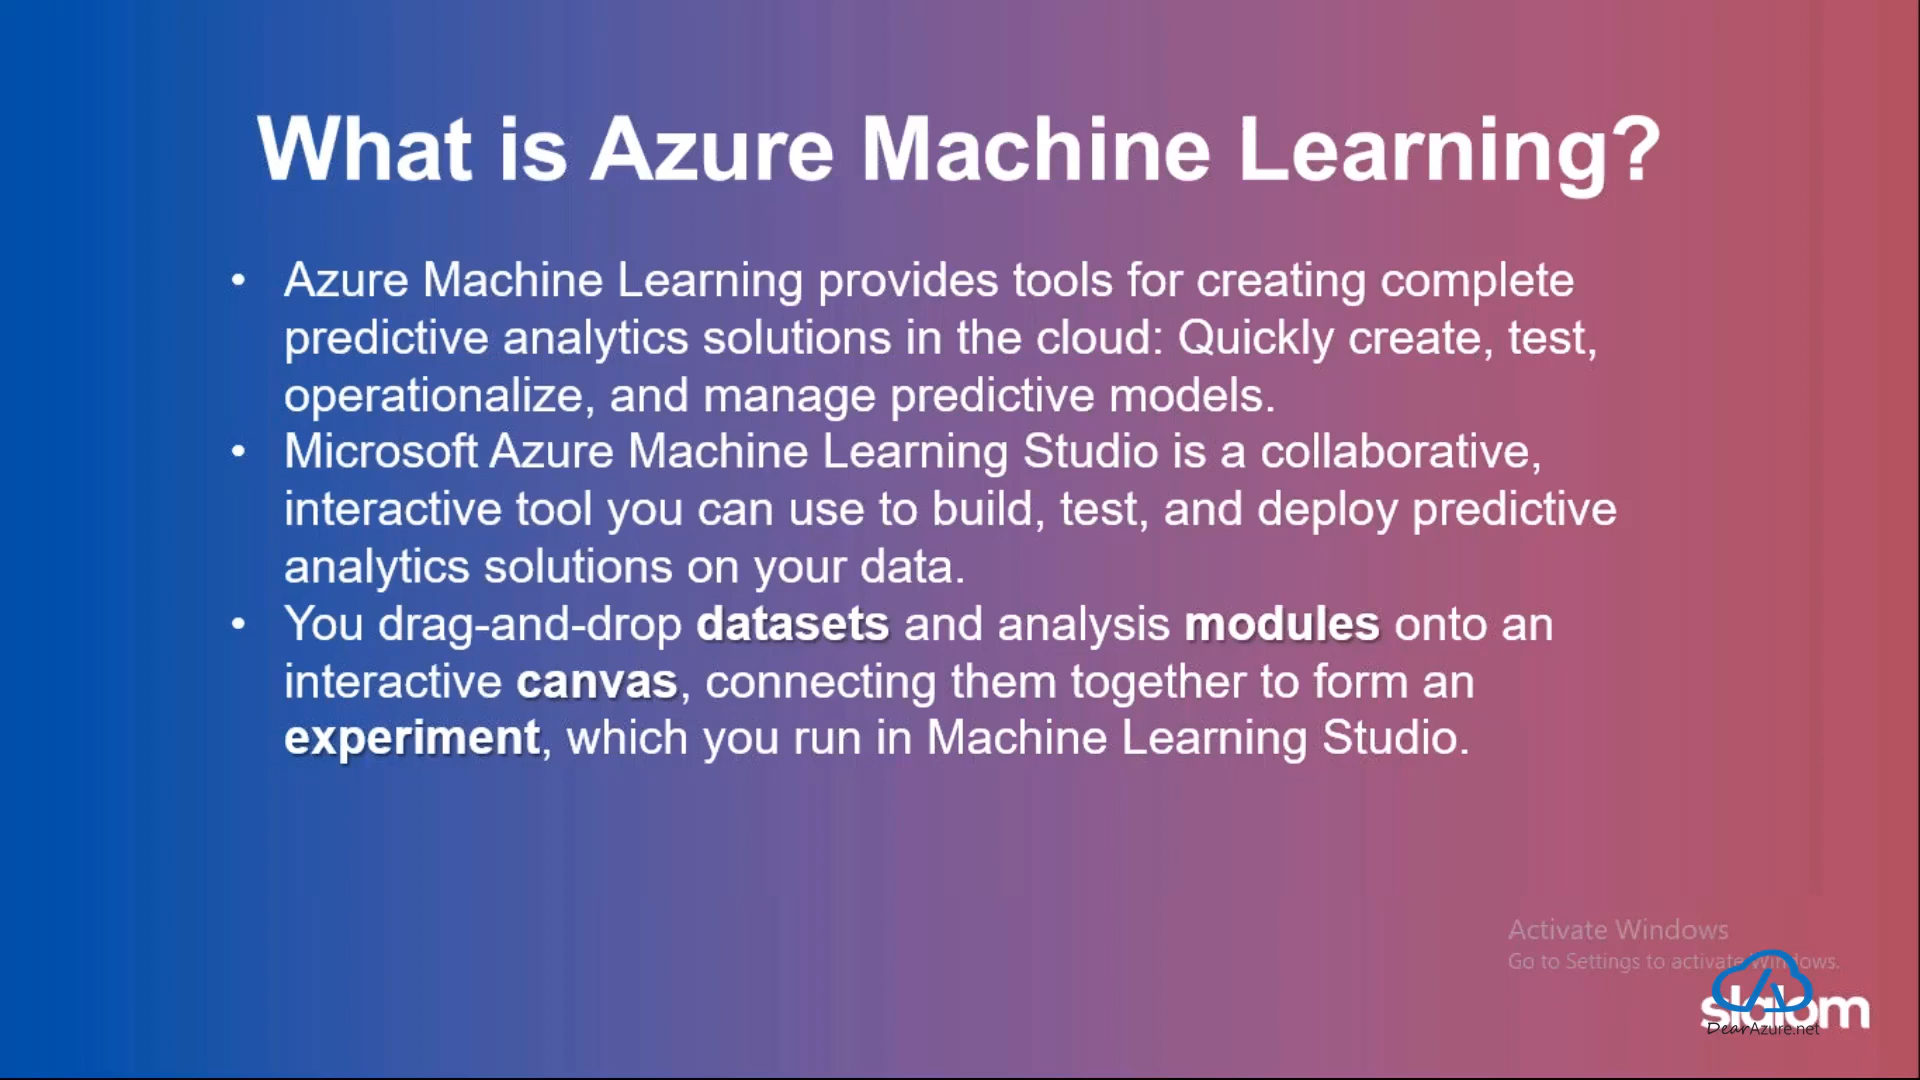 What is Azure Machine Learning?
• Azure Machine Learning provides tools for creating complete
predictive analytics solutions in the cloud: Quickly create, test,
operationalize, and manage predictive models.
• Microsoft Azure Machine Learning Studio is a collaborative,
interactive tool you can use to build, test, and deploy predictive
analytics solutions on your data.
• You drag-and-drop datasets and analysis modules onto an
interactive canvas, connecting them together to form an
experiment, which you run in Machine Learning Studio.
Activate Windows
Go to Settings to activate Windows.
slalom
DearAzure.net